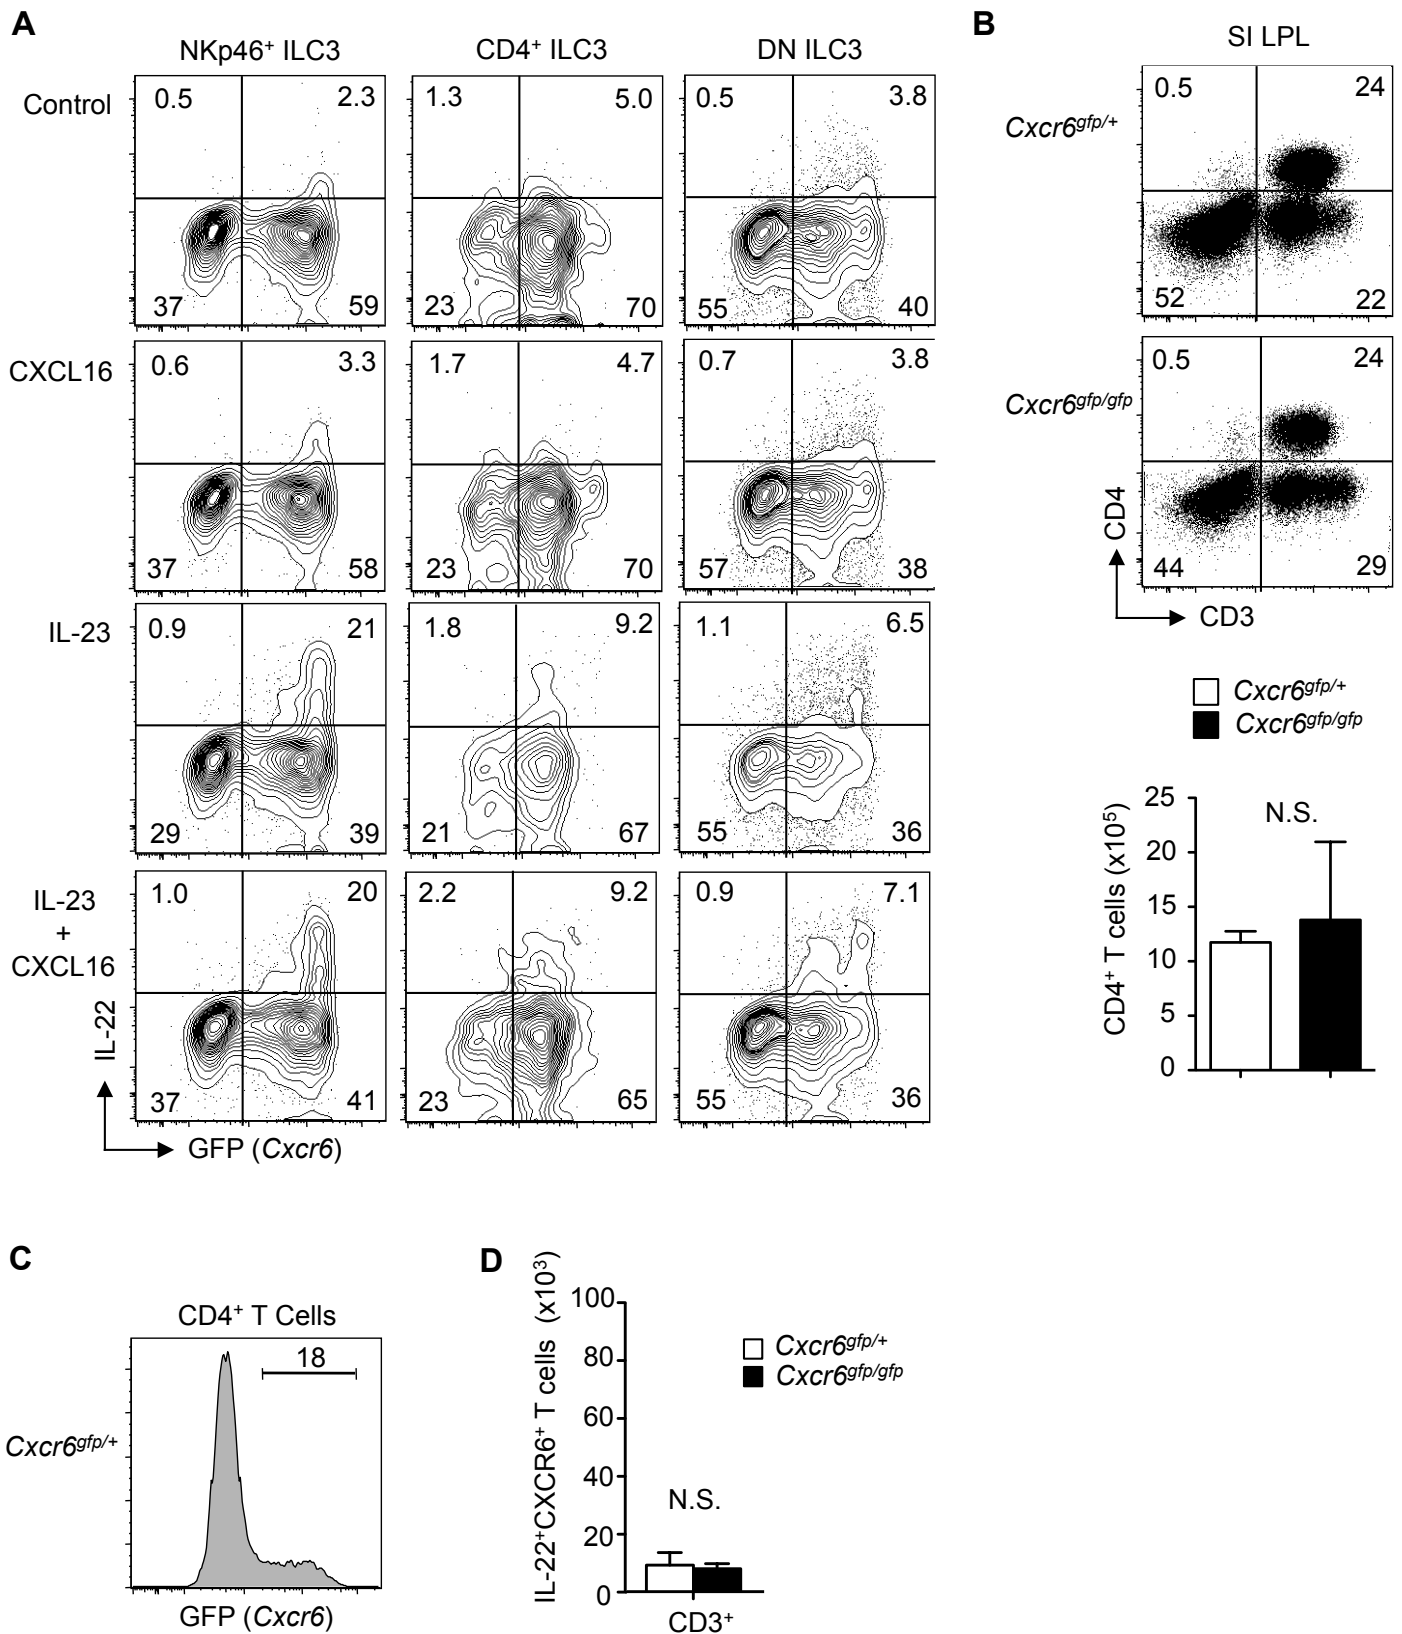 A
NKp46+ ILC3
CD4+ ILC3
DN ILC3
Control
0.5
2.3
37
59
1.3
5.0
23
70
0.5
3.8
55
40
CXCL16
0.6
3.3
37
58
1.7
4.7
23
70
0.7
3.8
57
38
IL-23
0.9
21
29
39
1.8
9.2
21
67
1.1
6.5
55
36
IL-23
+
CXCL16
1.0
20
37
41
2.2
9.2
23
65
0.9
7.1
55
36
IL-22
GFP (Cxcr6)
B
SI LPL
Cxcr6gfp/+
0.5
24
52
22
Cxcr6gfp/gfp
0.5
24
44
29
CD4
CD3
Cxcr6gfp/+
Cxcr6gfp/gfp
CD4+ T cells (x10⁵)
25
20
15
10
5
0
N.S.
C
CD4+ T Cells
18
Cxcr6gfp/+
GFP (Cxcr6)
D
IL-22+CXCR6+ T cells (x10³)
100
80
60
40
20
0
Cxcr6gfp/+
Cxcr6gfp/gfp
N.S.
CD3+